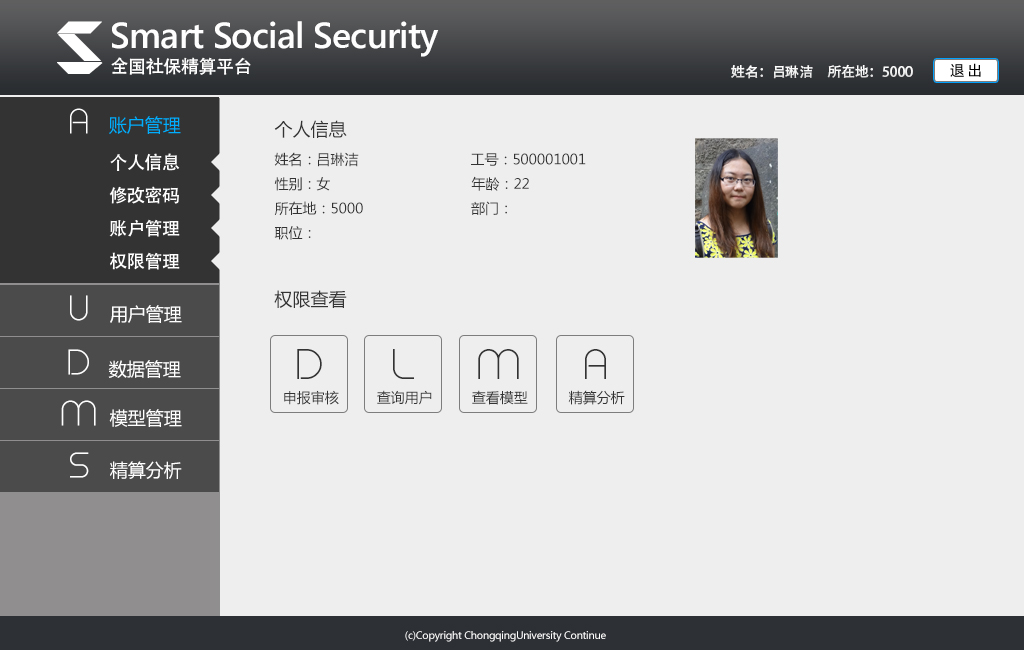 Smart Social Security
全国社保精算平台
姓名：吕琳洁 所在地：5000 退 出
A 账户管理
个人信息
修改密码
账户管理
权限管理
U 用户管理
D 数据管理
M 模型管理
S 精算分析
个人信息
姓名：吕琳洁 工号：500001001
性别：女 年龄：22
所在地：5000 部门：
职位：
权限查看
D L M A
申报审核 查询用户 查看模型 精算分析
(c)Copyright ChongqingUniversity Continue